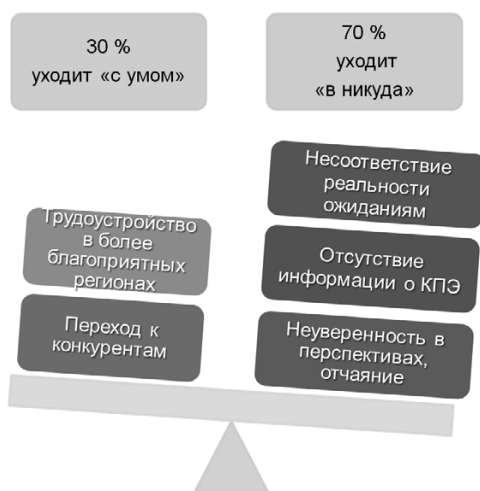 30 %
уходит «с умом»
70 %
уходит
«в никуда»
Трудоустройство
в более
благоприятных
регионах
Переход к
конкурентам
Несоответствие
реальности
ожиданиям
Отсутствие
информации о КПЭ
Неуверенность в
перспективах,
отчаяние